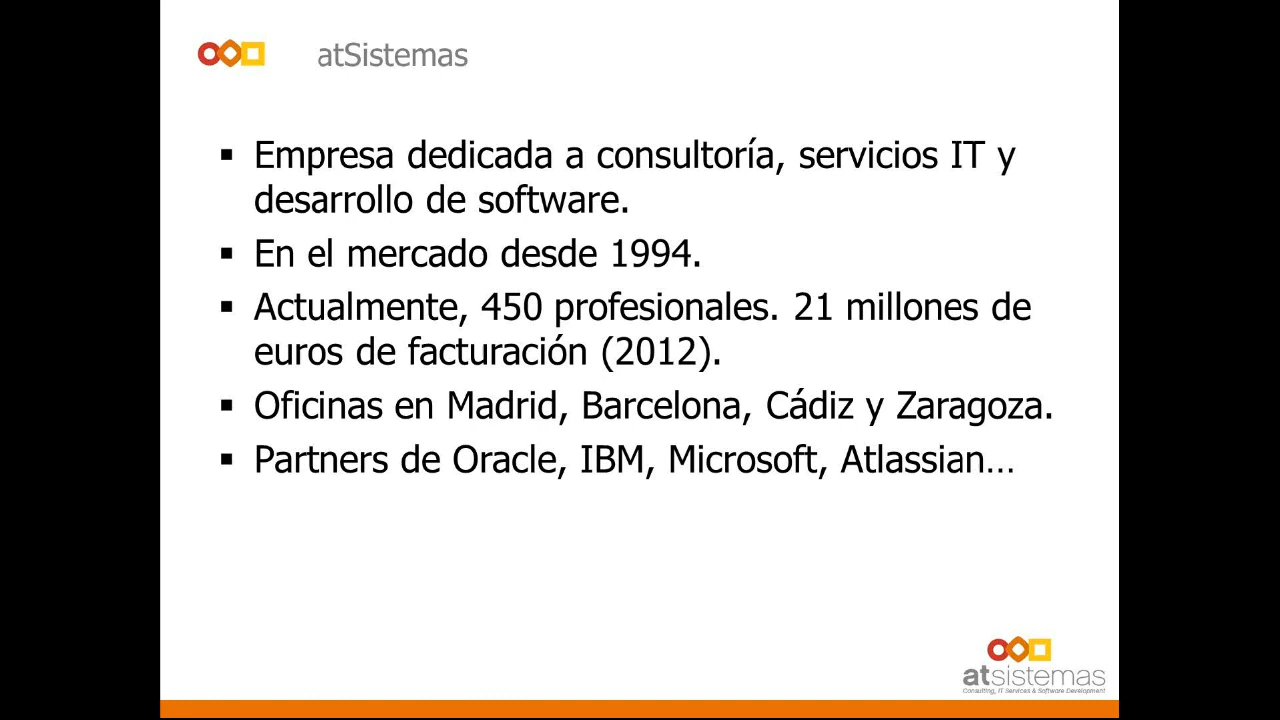 atSistemas
▪ Empresa dedicada a consultoría, servicios IT y
desarrollo de software.
▪ En el mercado desde 1994.
▪ Actualmente, 450 profesionales. 21 millones de
euros de facturación (2012).
▪ Oficinas en Madrid, Barcelona, Cádiz y Zaragoza.
▪ Partners de Oracle, IBM, Microsoft, Atlassian…
atsistemas
Consulting, IT Services & Software Development